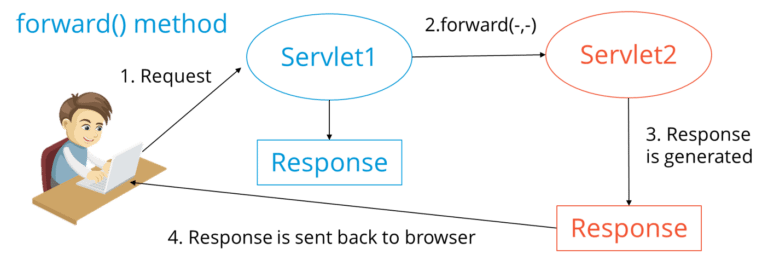 forward() method
1. Request
Servlet1
2.forward(-,-)
Servlet2
Response
3. Response
is generated
Response
4. Response is sent back to browser